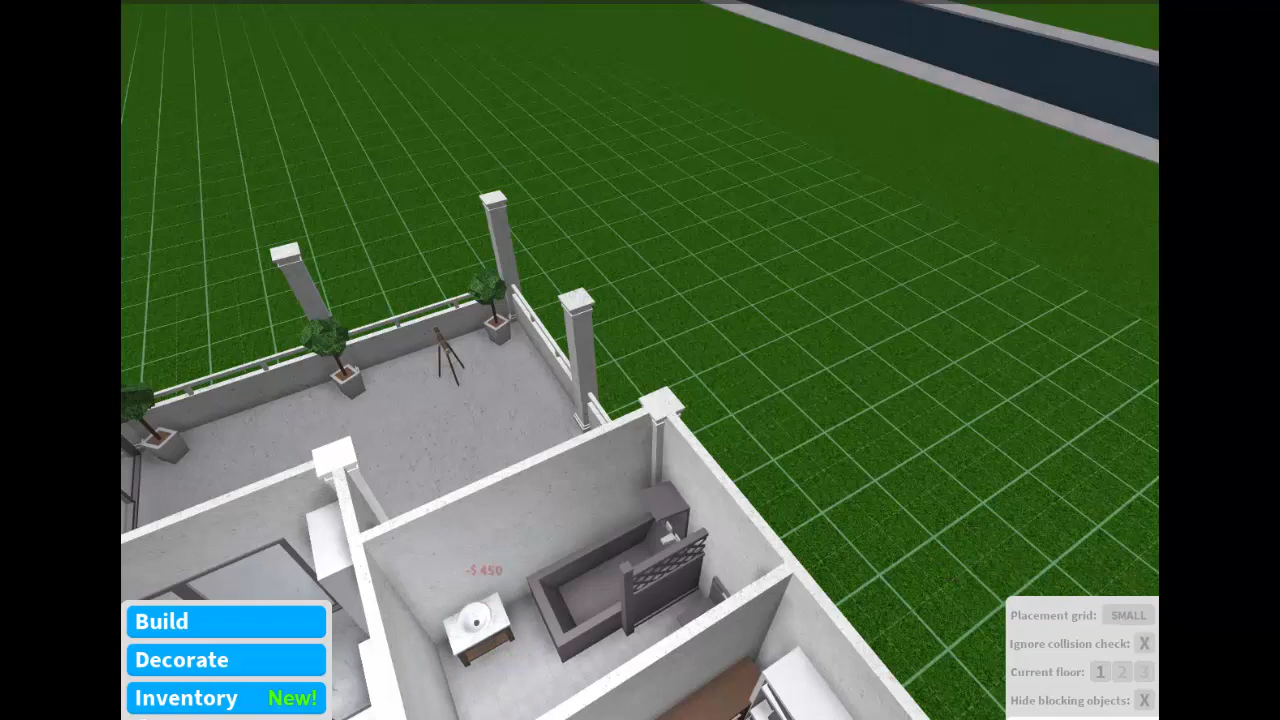 -$ 450
Build
Decorate
Inventory New!
Placement grid: SMALL
Ignore collision check: X
Current floor: 1 2 3
Hide blocking objects: X